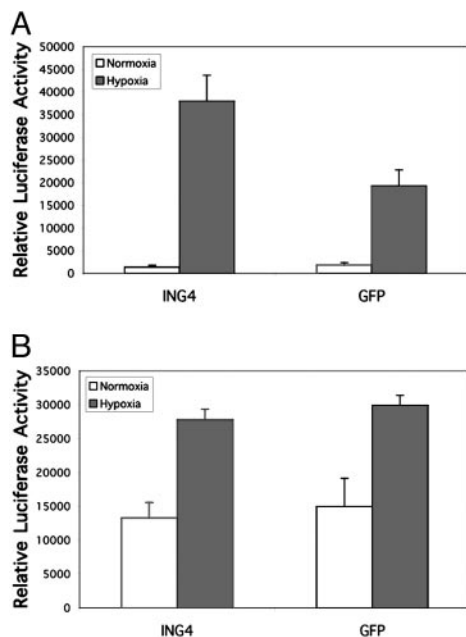 A
Relative Luciferase Activity
50000
45000
40000
35000
30000
25000
20000
15000
10000
5000
0
Normoxia
Hypoxia
ING4 GFP
B
Relative Luciferase Activity
35000
30000
25000
20000
15000
10000
5000
0
Normoxia
Hypoxia
ING4 GFP